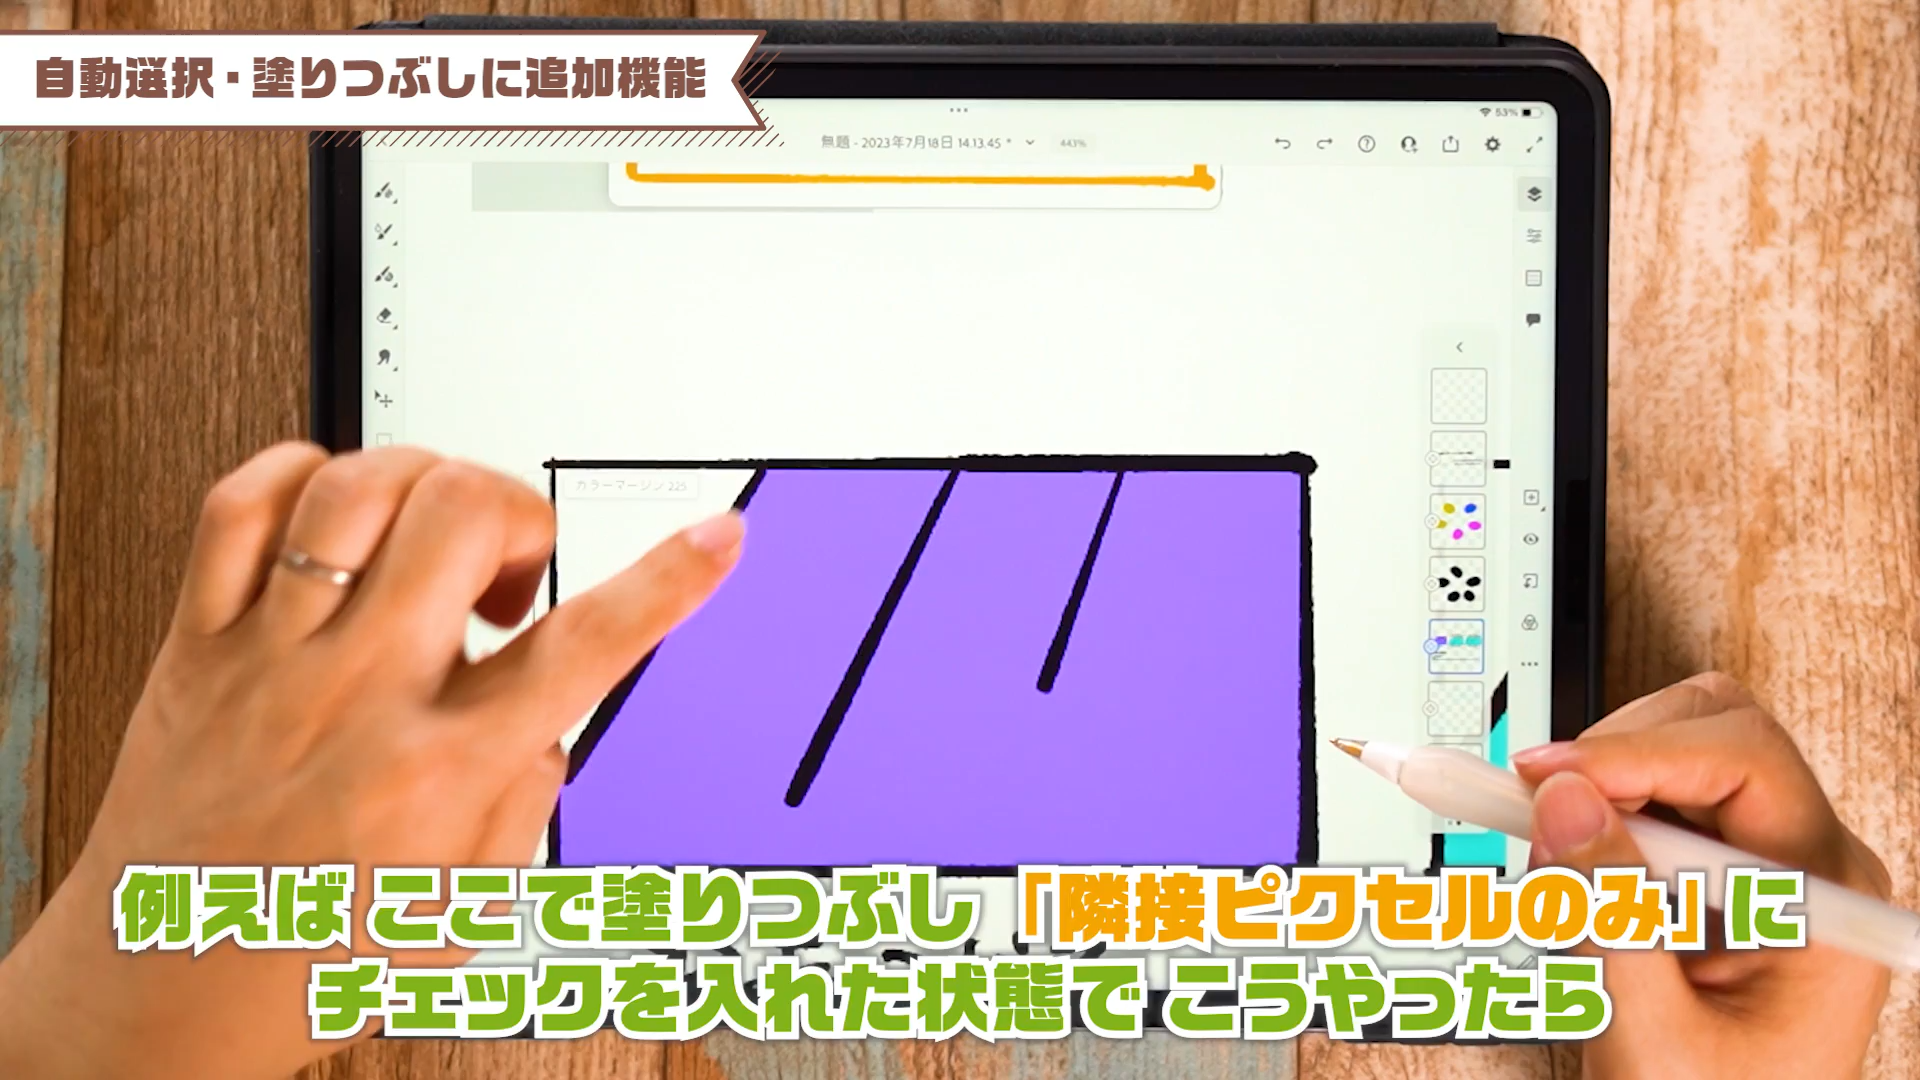 自動選択・塗りつぶしに追加機能
53%
無題 - 2023年7月18日 14.13.45 *
443%
カラーマージン 225
例えば ここで塗りつぶし「隣接ピクセルのみ」に
チェックを入れた状態で こうやったら